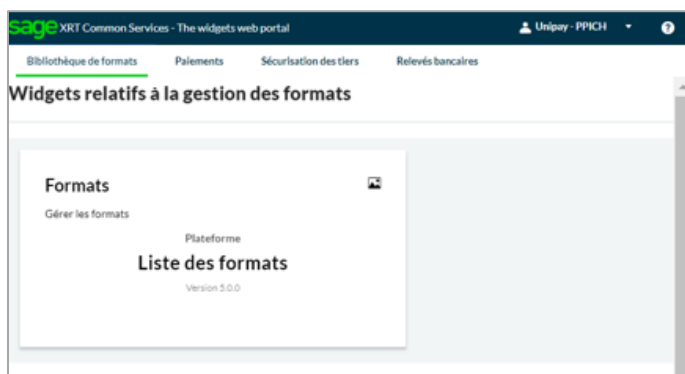 sage XRT Common Services - The widgets web portal Unipay - PPICH
Bibliothèque de formats Paiements Sécurisation des tiers Relevés bancaires
Widgets relatifs à la gestion des formats
Formats
Gérer les formats
Plateforme
Liste des formats
Version 5.0.0